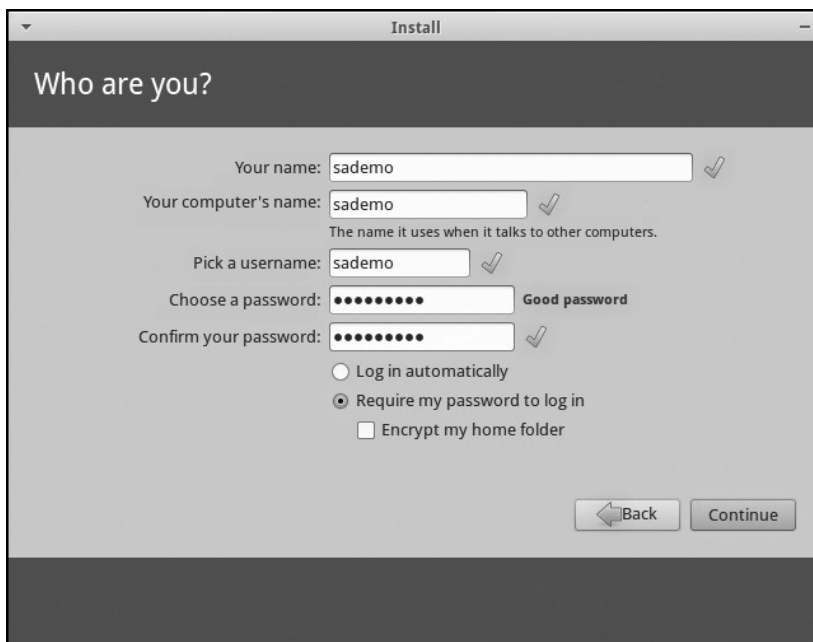 Install
Who are you?
Your name: sademo
Your computer's name: sademo
The name it uses when it talks to other computers.
Pick a username: sademo
Choose a password: ●●●●●●●●● Good password
Confirm your password: ●●●●●●●●●
Log in automatically
Require my password to log in
Encrypt my home folder
Back Continue